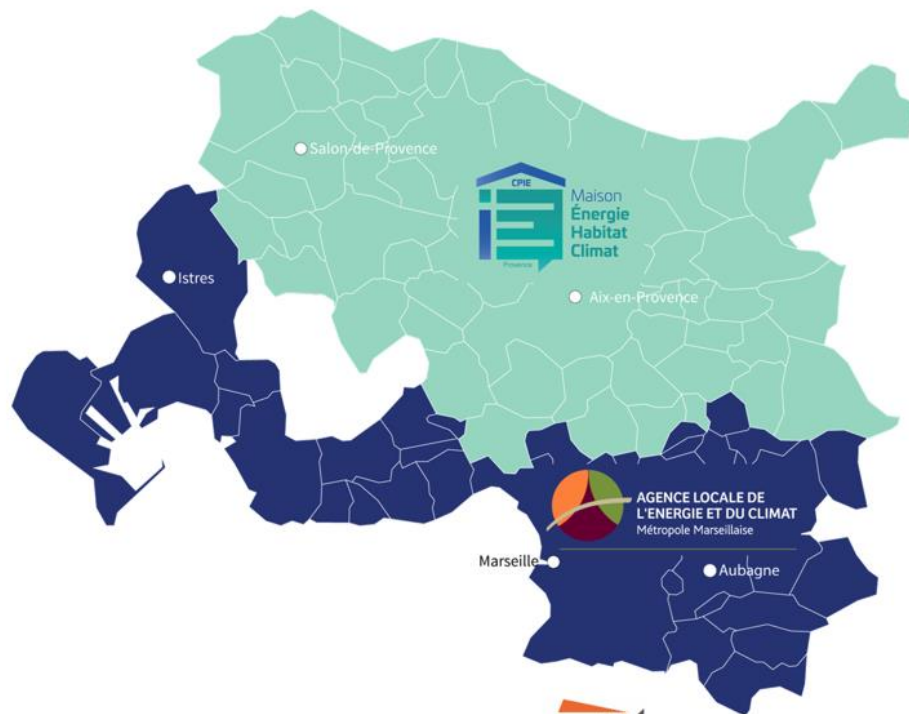 Salon-de-Provence
CPIE
Maison
Énergie
Habitat
Climat
Provence
Istres
Aix-en-Provence
AGENCE LOCALE DE
L'ENERGIE ET DU CLIMAT
Métropole Marseillaise
Marseille
Aubagne